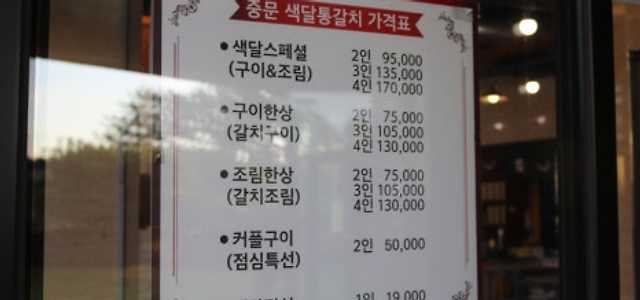 중문 색달통갈치 가격표
• 색달스페셜 2인 95,000
(구이&조림) 3인 135,000
4인 170,000
• 구이한상 2인 75,000
(갈치구이) 3인 105,000
4인 130,000
• 조림한상 2인 75,000
(갈치조림) 3인 105,000
4인 130,000
• 커플구이 2인 50,000
(점심특선)
1인 19,000